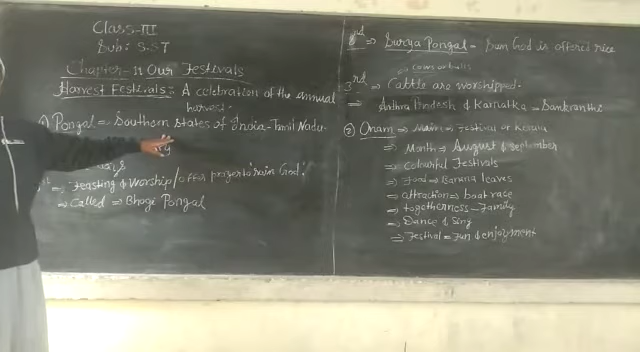 Class-III
Sub: S.ST
Chapter-11 Our Festivals
Harvest Festivals:- A celebration of the annual
harvest.
① Pongal ⇒ Southern states of India-Tamil Nadu.
⇒ Feasting & worship/offer prayer to rain God.
⇒ Called ⇒ Bhogi Pongal
⇒ Surya Pongal - Sun God is offered rice
⇒ cows or bulls
3rd ⇒ Cattle are worshipped.
⇒ Andhra Pradesh & Karnatka ⇒ Sankranthi
② Onam ⇒ Main ⇒ Festival of Kerala
⇒ Month ⇒ August & september
⇒ Colourful Festivals
⇒ Food ⇒ Banana leaves
⇒ attraction ⇒ boat race
⇒ togetherness ⇒ Family
⇒ Dance & Sing
⇒ Festival ⇒ Fun & enjoyment